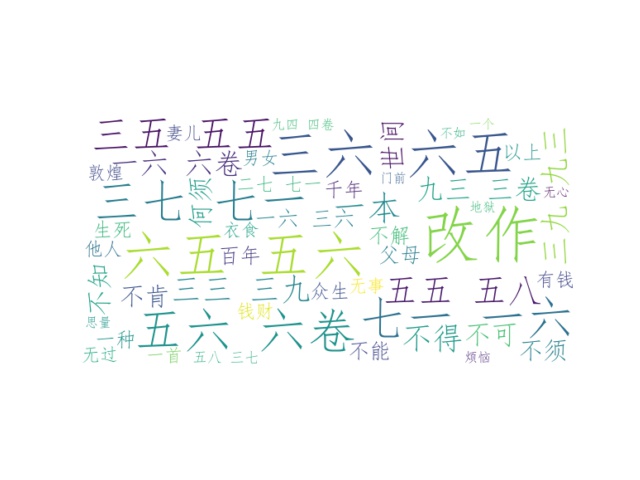 三五 妻儿 五五 九四 四卷 不如 一个
敦煌 一六 六卷 男女 三六 世间 六五 以上 三九 九三
三七 七一 二七 七一 千年 门前 九三 三卷 地狱 无心
生死 何须 衣食 一六 三六 本 不解 改作
他人 六五 百年 五六 父母
不知 不肯 三三 三九 众生 无事 五五 五八 有钱
思量 一种 五六 钱财 六卷 七一 一六 不得 不可
无过 一首 五八 三七 不能 烦恼 不须